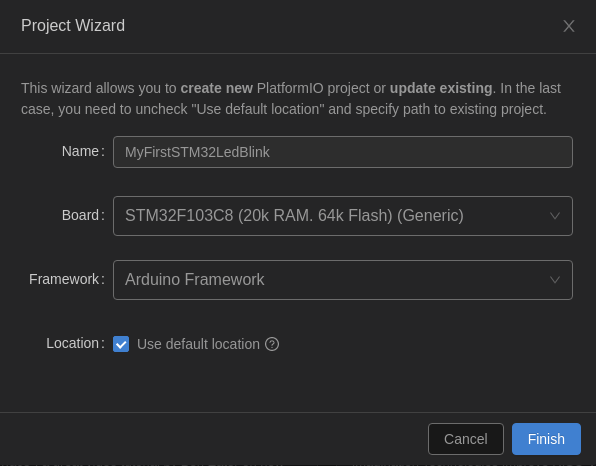 Project Wizard
This wizard allows you to create new PlatformIO project or update existing. In the last
case, you need to uncheck "Use default location" and specify path to existing project.
Name: MyFirstSTM32LedBlink
Board: STM32F103C8 (20k RAM. 64k Flash) (Generic)
Framework: Arduino Framework
Location: Use default location ?
Cancel Finish